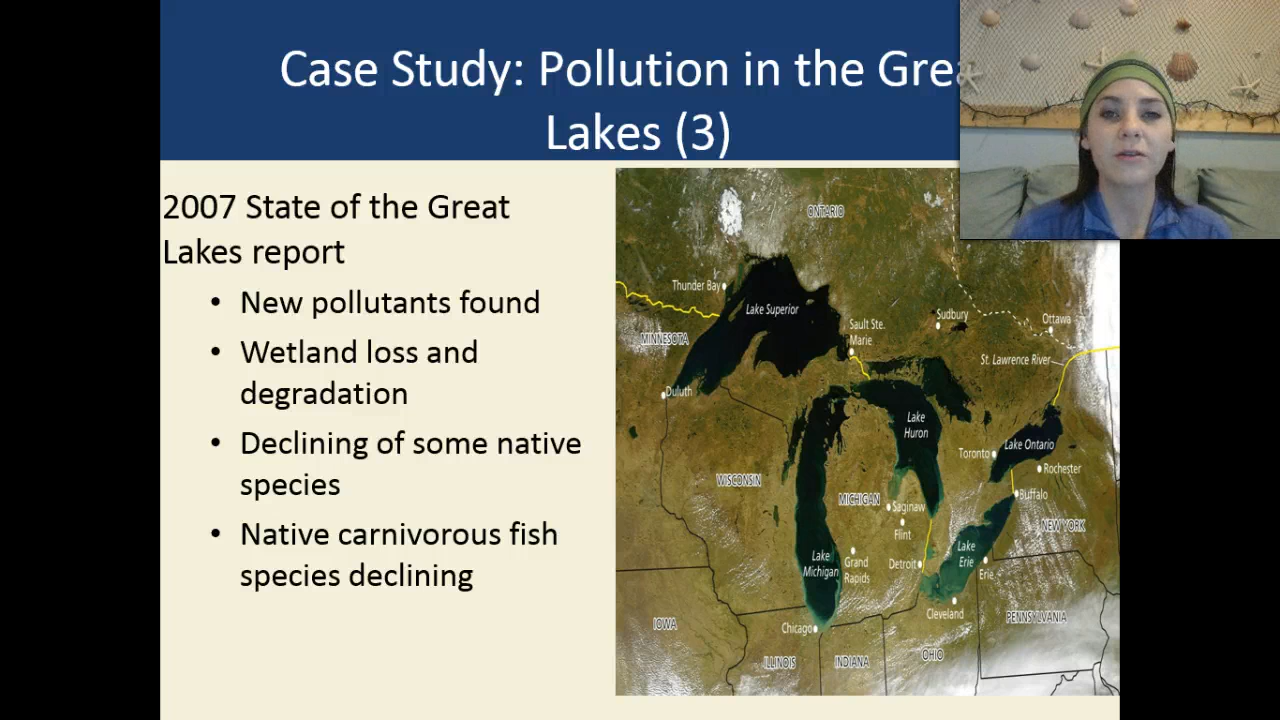 Case Study: Pollution in the Grea
Lakes (3)
2007 State of the Great
Lakes report
• New pollutants found
• Wetland loss and
degradation
• Declining of some native
species
• Native carnivorous fish
species declining
ONTARIO
Thunder Bay
Lake Superior
MINNESOTA
Duluth
Sault Ste.
Marie
Sudbury
Ottawa
St. Lawrence River
Lake
Huron
Toronto
Lake Ontario
Rochester
WISCONSIN
MICHIGAN
Saginaw
Flint
Buffalo
NEW YORK
Lake
Michigan
Grand
Rapids
Detroit
Lake
Erie
Erie
Cleveland
PENNSYLVANIA
IOWA
Chicago
ILLINOIS
INDIANA
OHIO